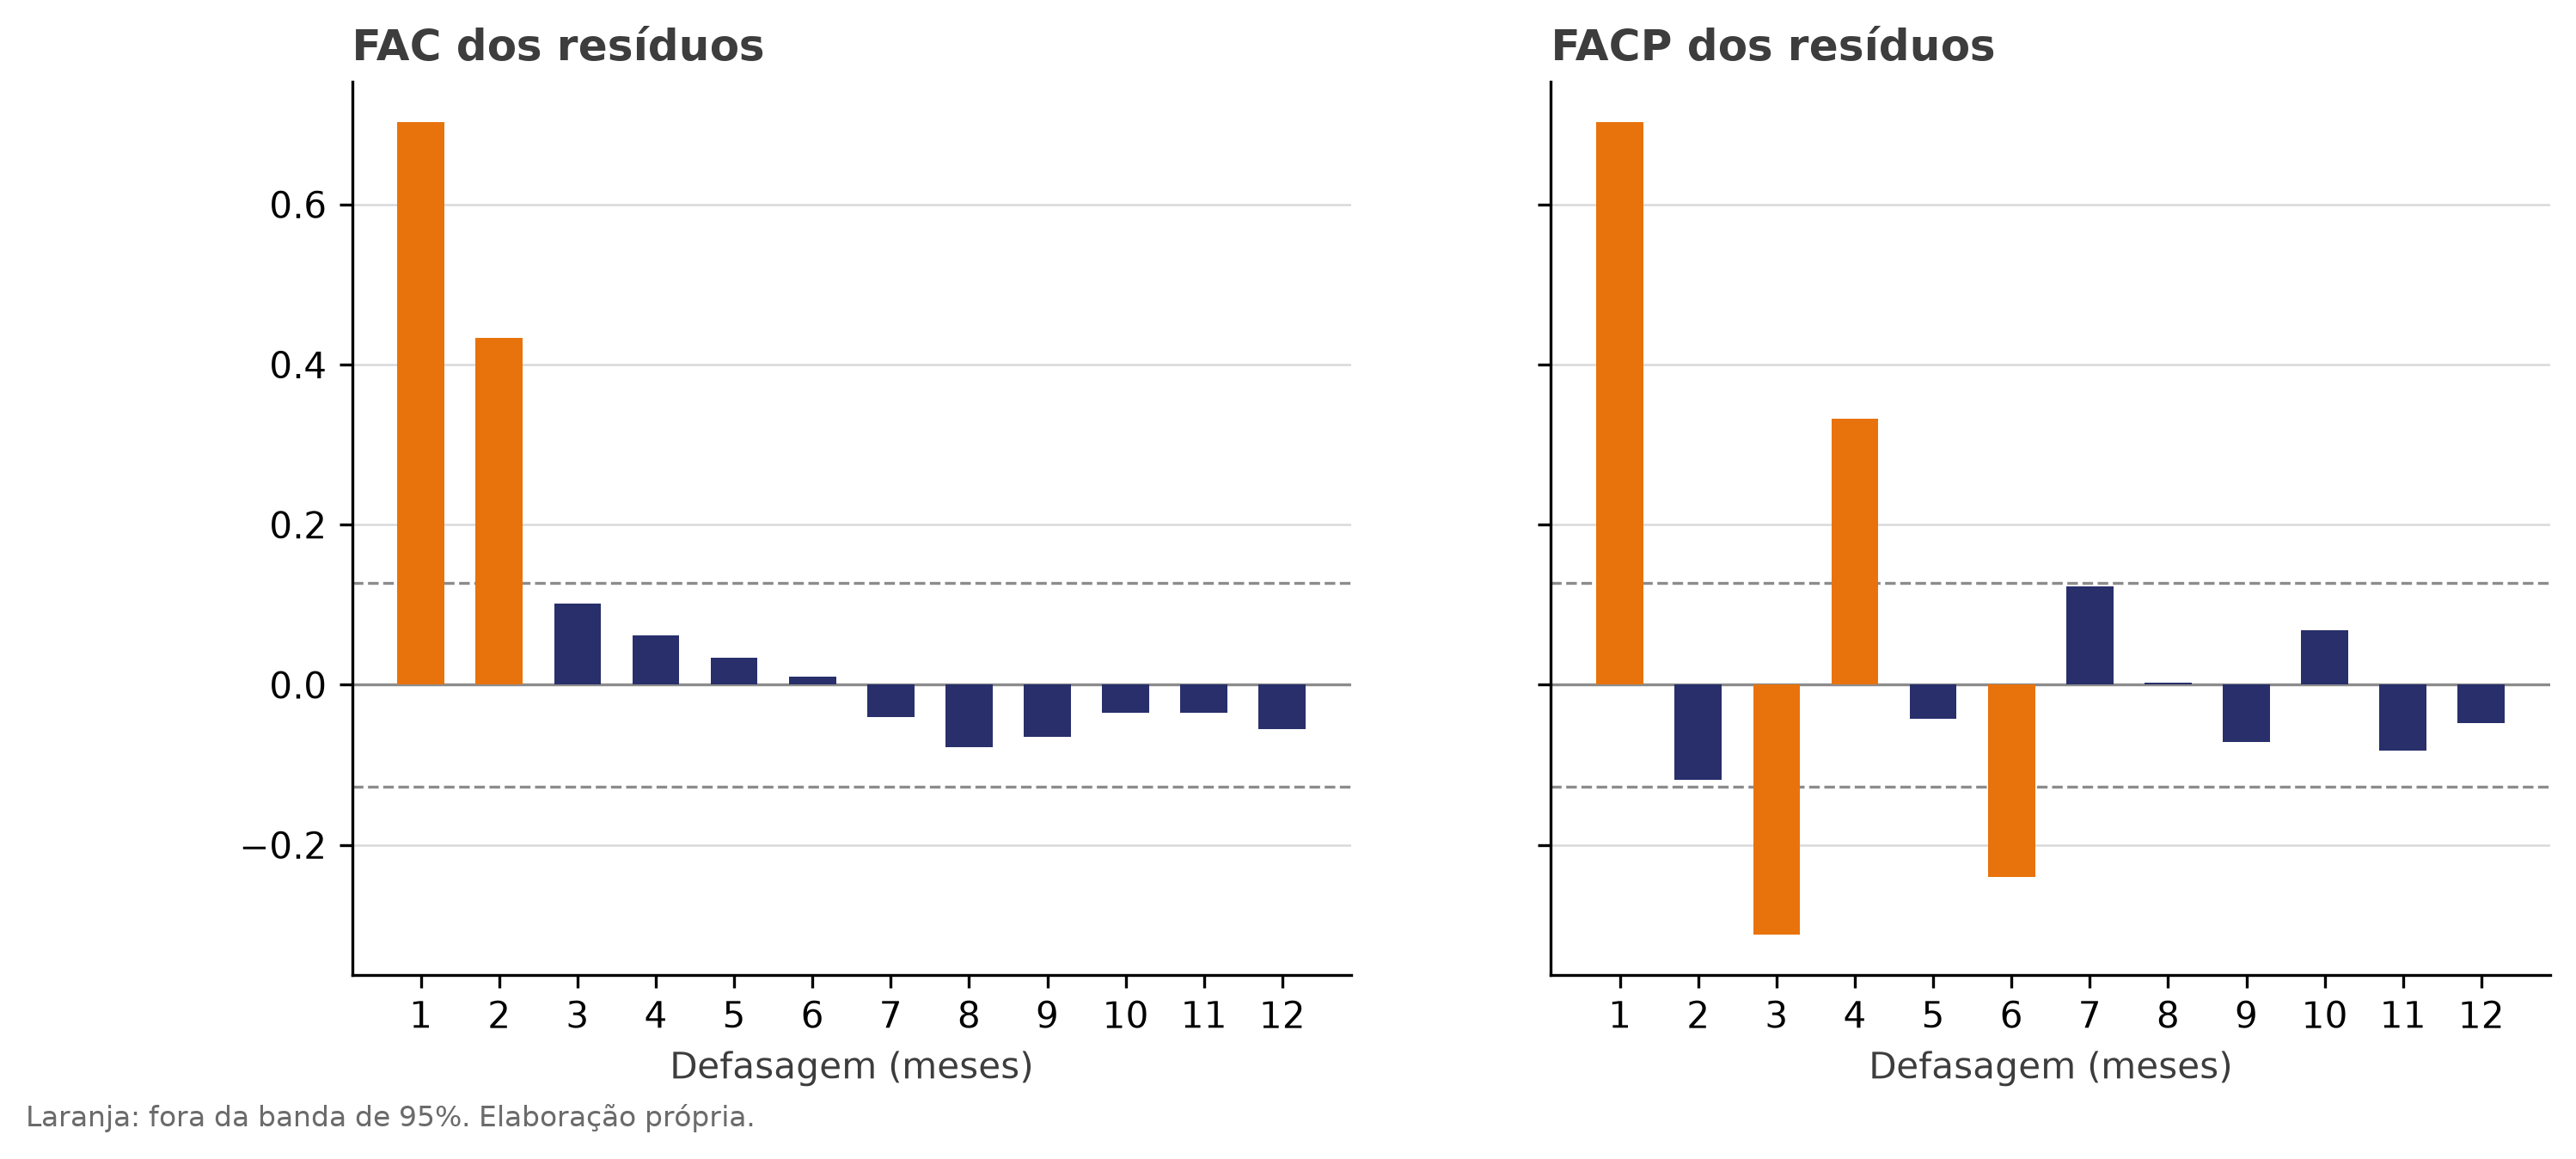 FAC dos resíduos
0.6
0.4
0.2
0.0
−0.2
1 2 3 4 5 6 7 8 9 10 11 12
Defasagem (meses)
FACP dos resíduos
1 2 3 4 5 6 7 8 9 10 11 12
Defasagem (meses)
Laranja: fora da banda de 95%. Elaboração própria.